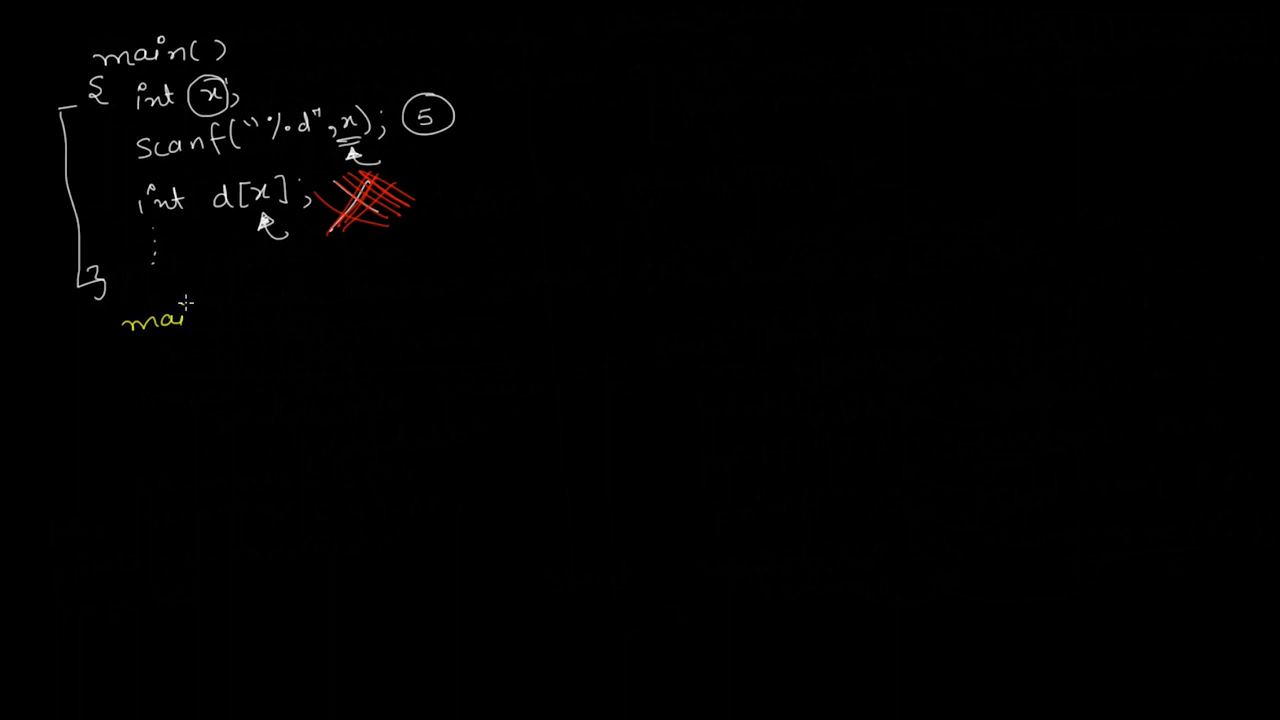 main()
{ int x;
scanf("%d",x); 5
int d[x];
⋮
}
mai